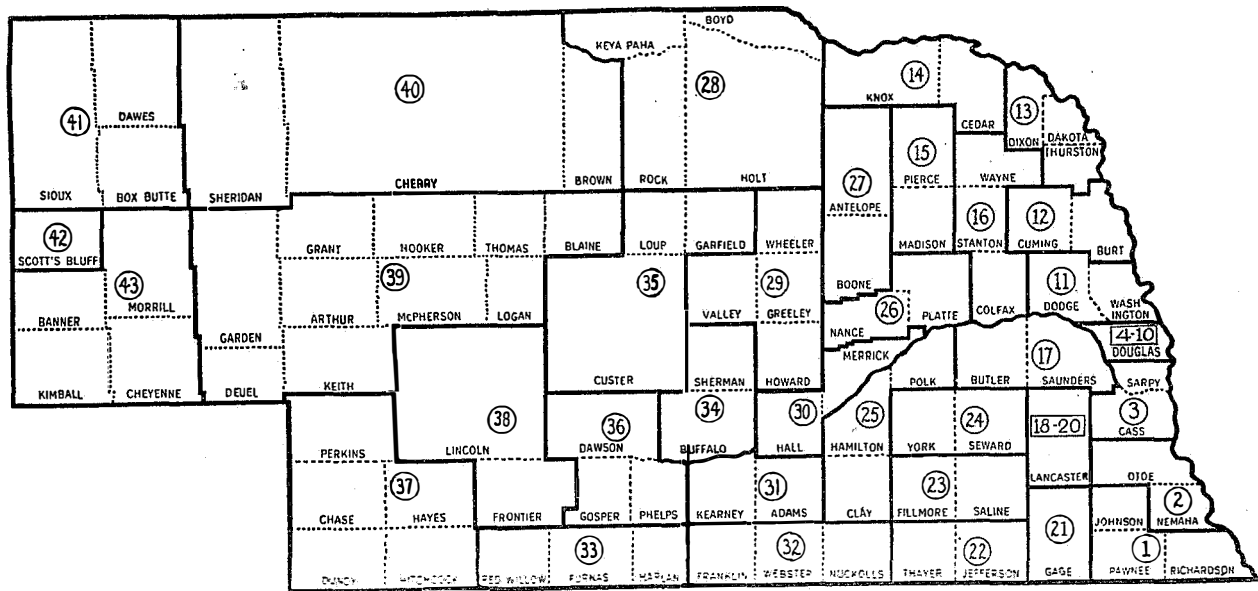 BOYD
KEYA PAHA
40
28
14
KNOX
41
DAWES
13
CEDAR
DIXON
DAKOTA
THURSTON
15
SIOUX
BOX BUTTE
SHERIDAN
CHERRY
BROWN
ROCK
HOLT
27
PIERCE
WAYNE
ANTELOPE
16
12
42
SCOTT'S BLUFF
GRANT
HOOKER
THOMAS
BLAINE
LOUP
GARFIELD
WHEELER
MADISON
STANTON
CUMING
BURT
43
MORRILL
39
35
29
BOONE
11
DODGE
WASH
INGTON
BANNER
ARTHUR
MCPHERSON
LOGAN
VALLEY
GREELEY
26
NANCE
PLATTE
COLFAX
4-10
DOUGLAS
GARDEN
MERRICK
17
KIMBALL
CHEYENNE
DEUEL
KEITH
CUSTER
SHERMAN
HOWARD
POLK
BUTLER
SAUNDERS
SARPY
38
36
34
30
25
24
18-20
3
CASS
PERKINS
LINCOLN
DAWSON
BUFFALO
HALL
HAMILTON
YORK
SEWARD
LANCASTER
OTOE
37
31
23
2
CHASE
HAYES
FRONTIER
GOSPER
PHELPS
KEARNEY
ADAMS
CLAY
FILLMORE
SALINE
21
JOHNSON
NEMAHA
33
32
22
1
DUNDY
HITCHCOCK
RED WILLOW
FURNAS
HARLAN
FRANKLIN
WEBSTER
NUCKOLLS
THAYER
JEFFERSON
GAGE
PAWNEE
RICHARDSON